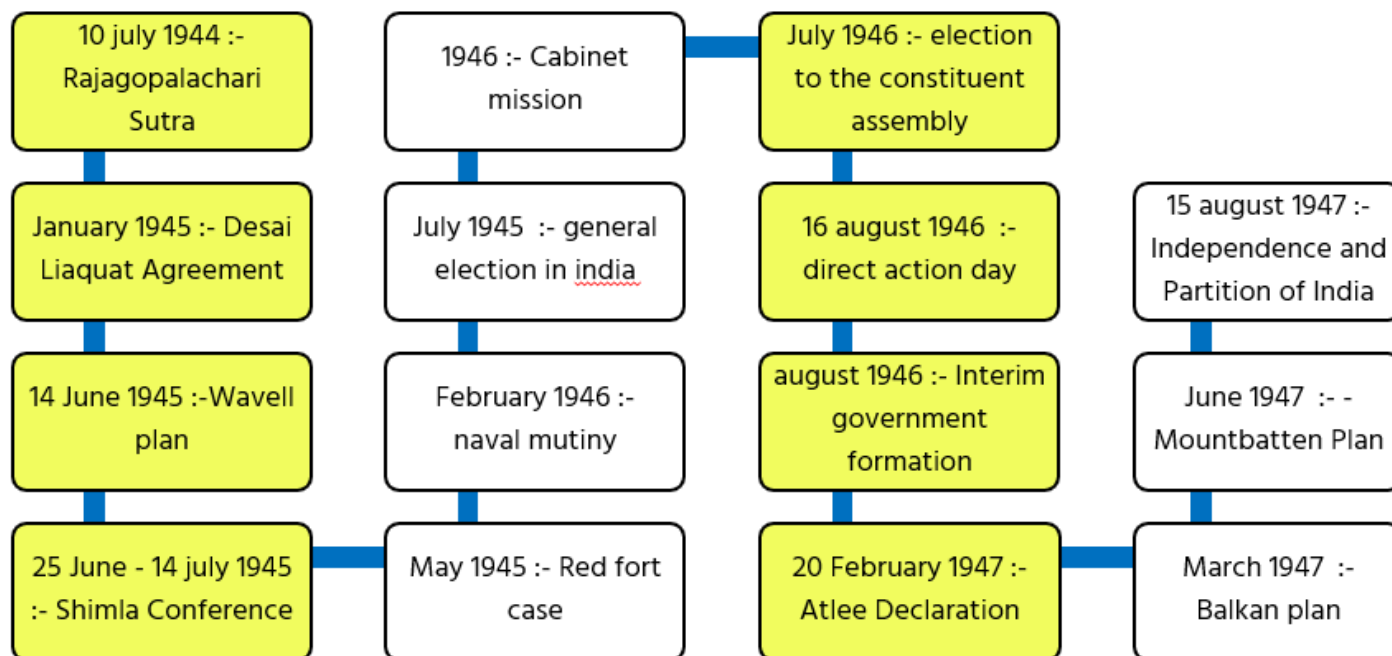 10 july 1944 :-
Rajagopalachari
Sutra
January 1945 :- Desai
Liaquat Agreement
14 June 1945 :-Wavell
plan
25 June - 14 july 1945
:- Shimla Conference
May 1945 :- Red fort
case
February 1946 :-
naval mutiny
July 1945 :- general
election in india
1946 :- Cabinet
mission
July 1946 :- election
to the constituent
assembly
16 august 1946 :-
direct action day
august 1946 :- Interim
government
formation
20 February 1947 :-
Atlee Declaration
March 1947 :-
Balkan plan
June 1947 :- -
Mountbatten Plan
15 august 1947 :-
Independence and
Partition of India